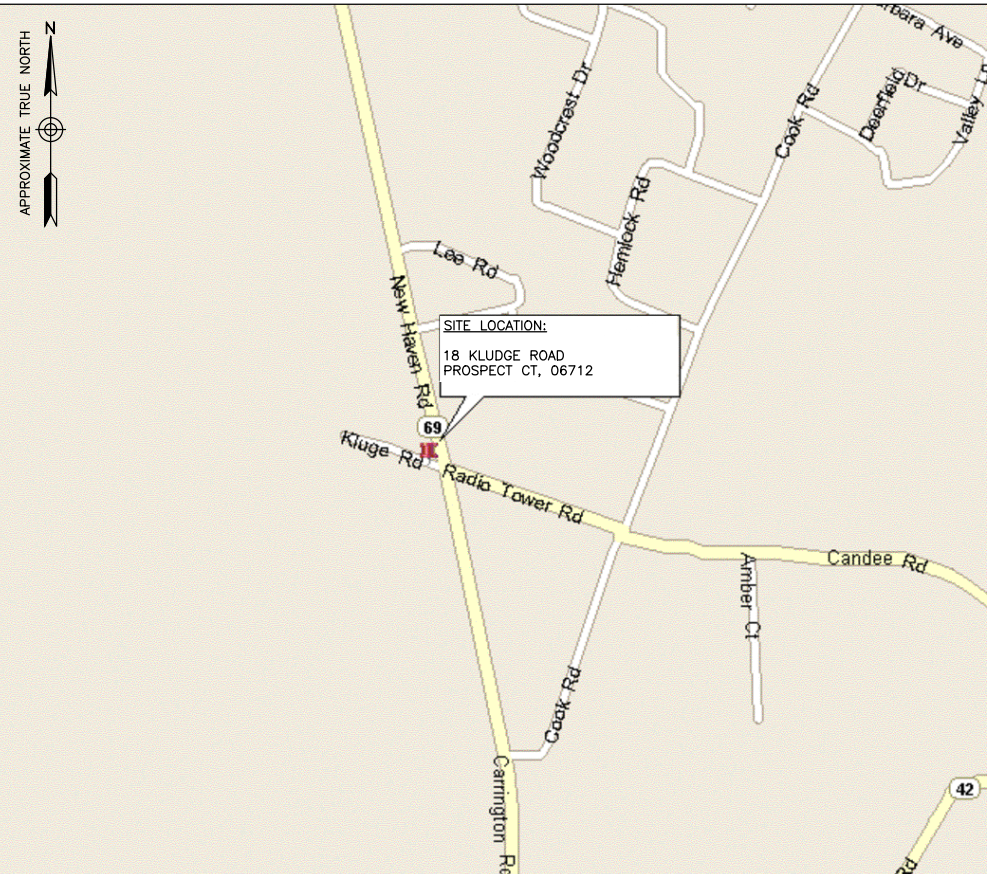 N
APPROXIMATE TRUE NORTH
Ave
Deerfield Dr
Valley
Cook Rd
Woodcrest Dr
Hemlock Rd
Lee Rd
New Haven Rd
SITE LOCATION:
18 KLUDGE ROAD
PROSPECT CT, 06712
69
Kluge Rd
Radio Tower Rd
Candee Rd
Amber Ct
Cook Rd
Carrington
42
Rd